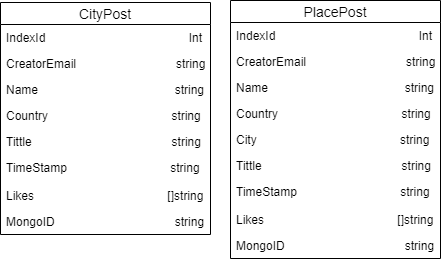 CityPost
IndexId Int
CreatorEmail string
Name string
Country string
Tittle string
TimeStamp string
Likes []string
MongoID string
PlacePost
IndexId Int
CreatorEmail string
Name string
Country string
City string
Tittle string
TimeStamp string
Likes []string
MongoID string